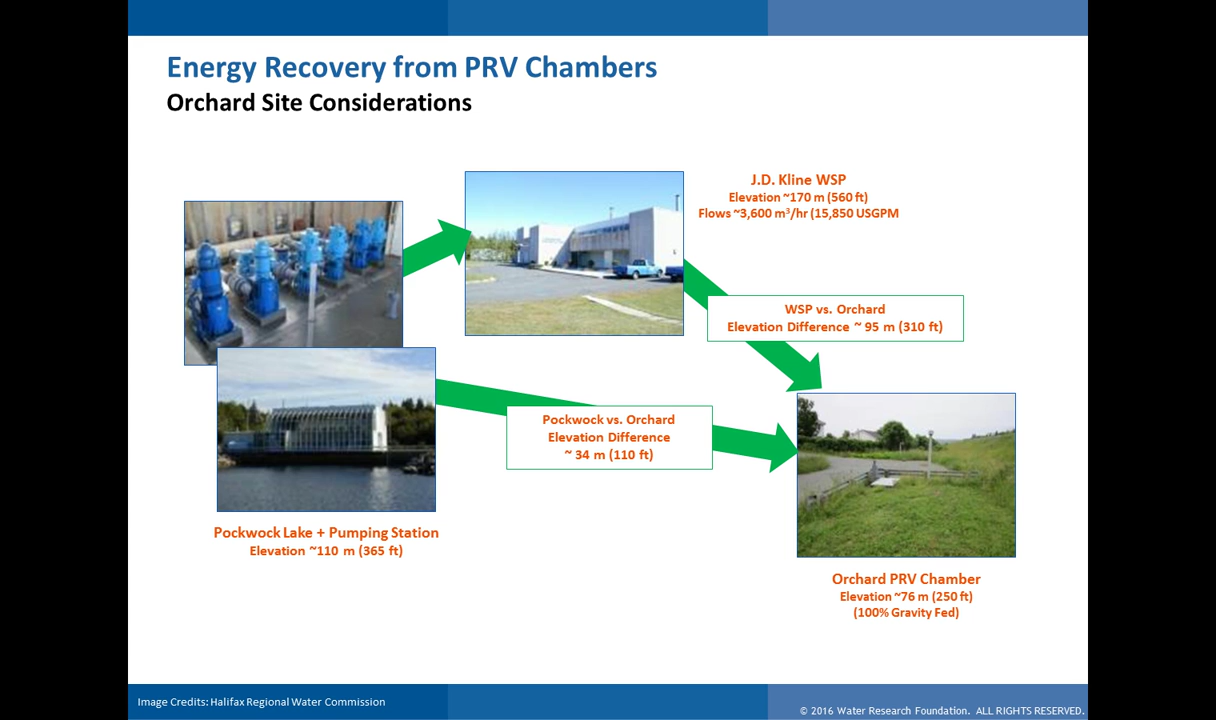 Energy Recovery from PRV Chambers
Orchard Site Considerations
J.D. Kline WSP
Elevation ~170 m (560 ft)
Flows ~3,600 m³/hr (15,850 USGPM
WSP vs. Orchard
Elevation Difference ~ 95 m (310 ft)
Pockwock vs. Orchard
Elevation Difference
~ 34 m (110 ft)
Pockwock Lake + Pumping Station
Elevation ~110 m (365 ft)
Orchard PRV Chamber
Elevation ~76 m (250 ft)
(100% Gravity Fed)
Image Credits: Halifax Regional Water Commission
© 2016 Water Research Foundation. ALL RIGHTS RESERVED.